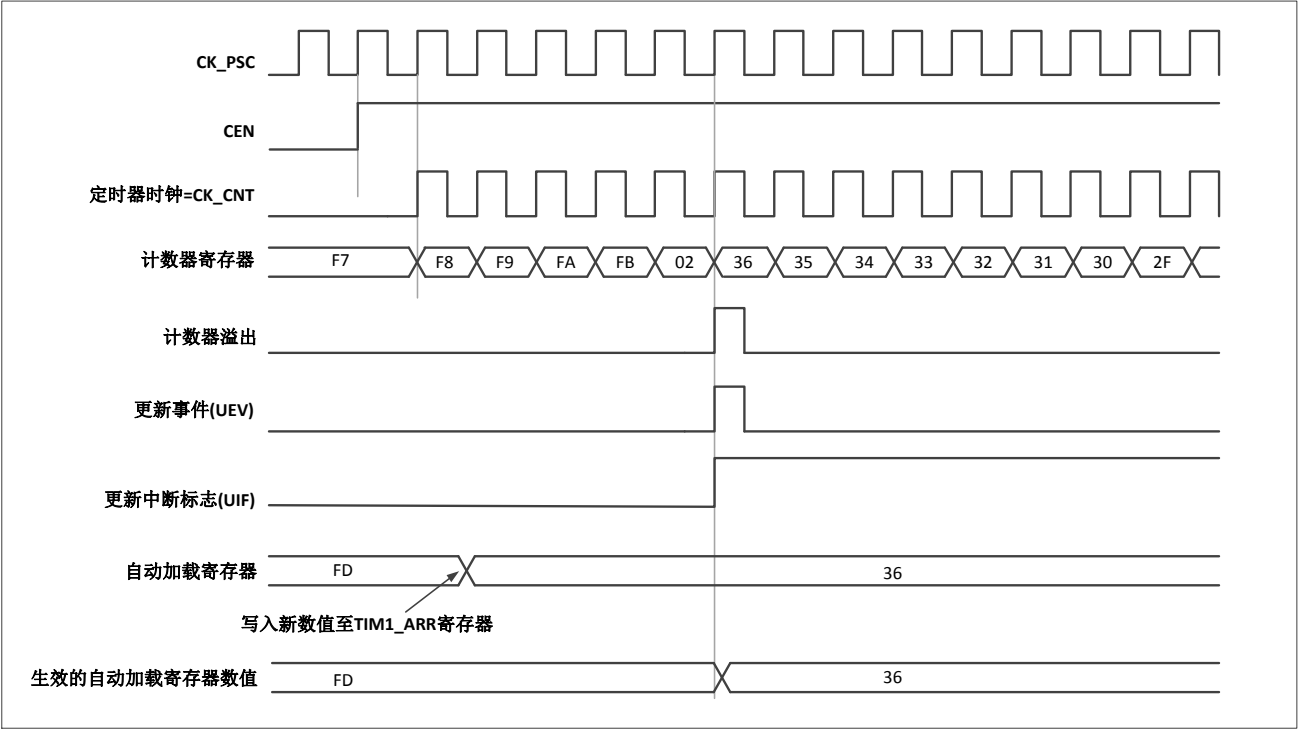 CK_PSC
CEN
定时器时钟=CK_CNT
计数器寄存器 F7 F8 F9 FA FB 02 36 35 34 33 32 31 30 2F
计数器溢出
更新事件(UEV)
更新中断标志(UIF)
自动加载寄存器 FD 36
写入新数值至TIM1_ARR寄存器
生效的自动加载寄存器数值 FD 36